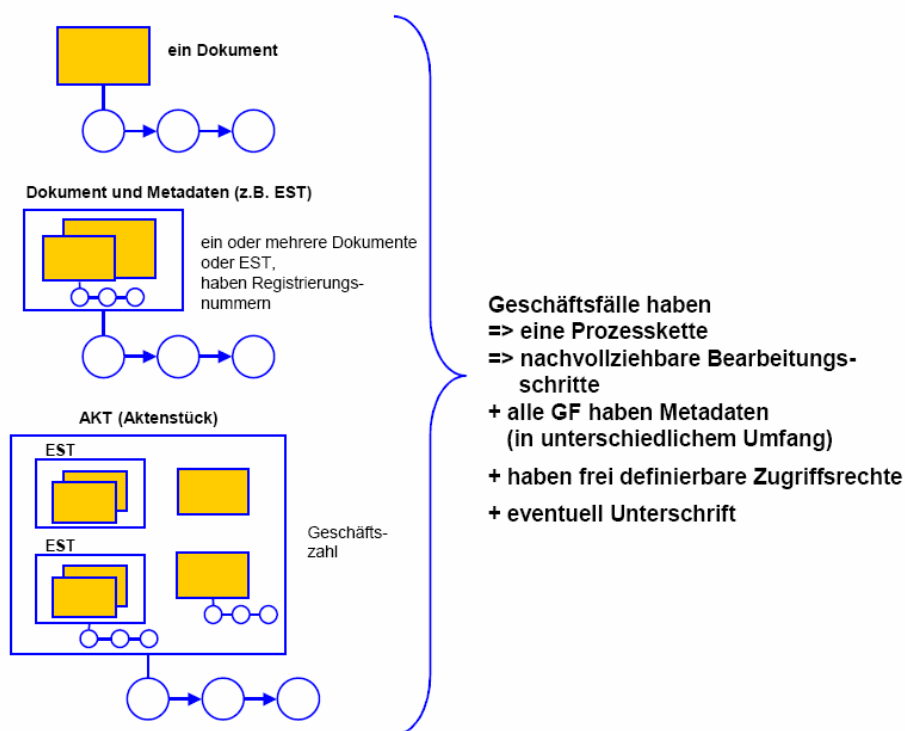 ein Dokument
Dokument und Metadaten (z.B. EST)
ein oder mehrere Dokumente
oder EST,
haben Registrierungs-
nummern
AKT (Aktenstück)
EST
EST
Geschäfts-
zahl
Geschäftsfälle haben
=> eine Prozesskette
=> nachvollziehbare Bearbeitungs-
schritte
+ alle GF haben Metadaten
(in unterschiedlichem Umfang)
+ haben frei definierbare Zugriffsrechte
+ eventuell Unterschrift